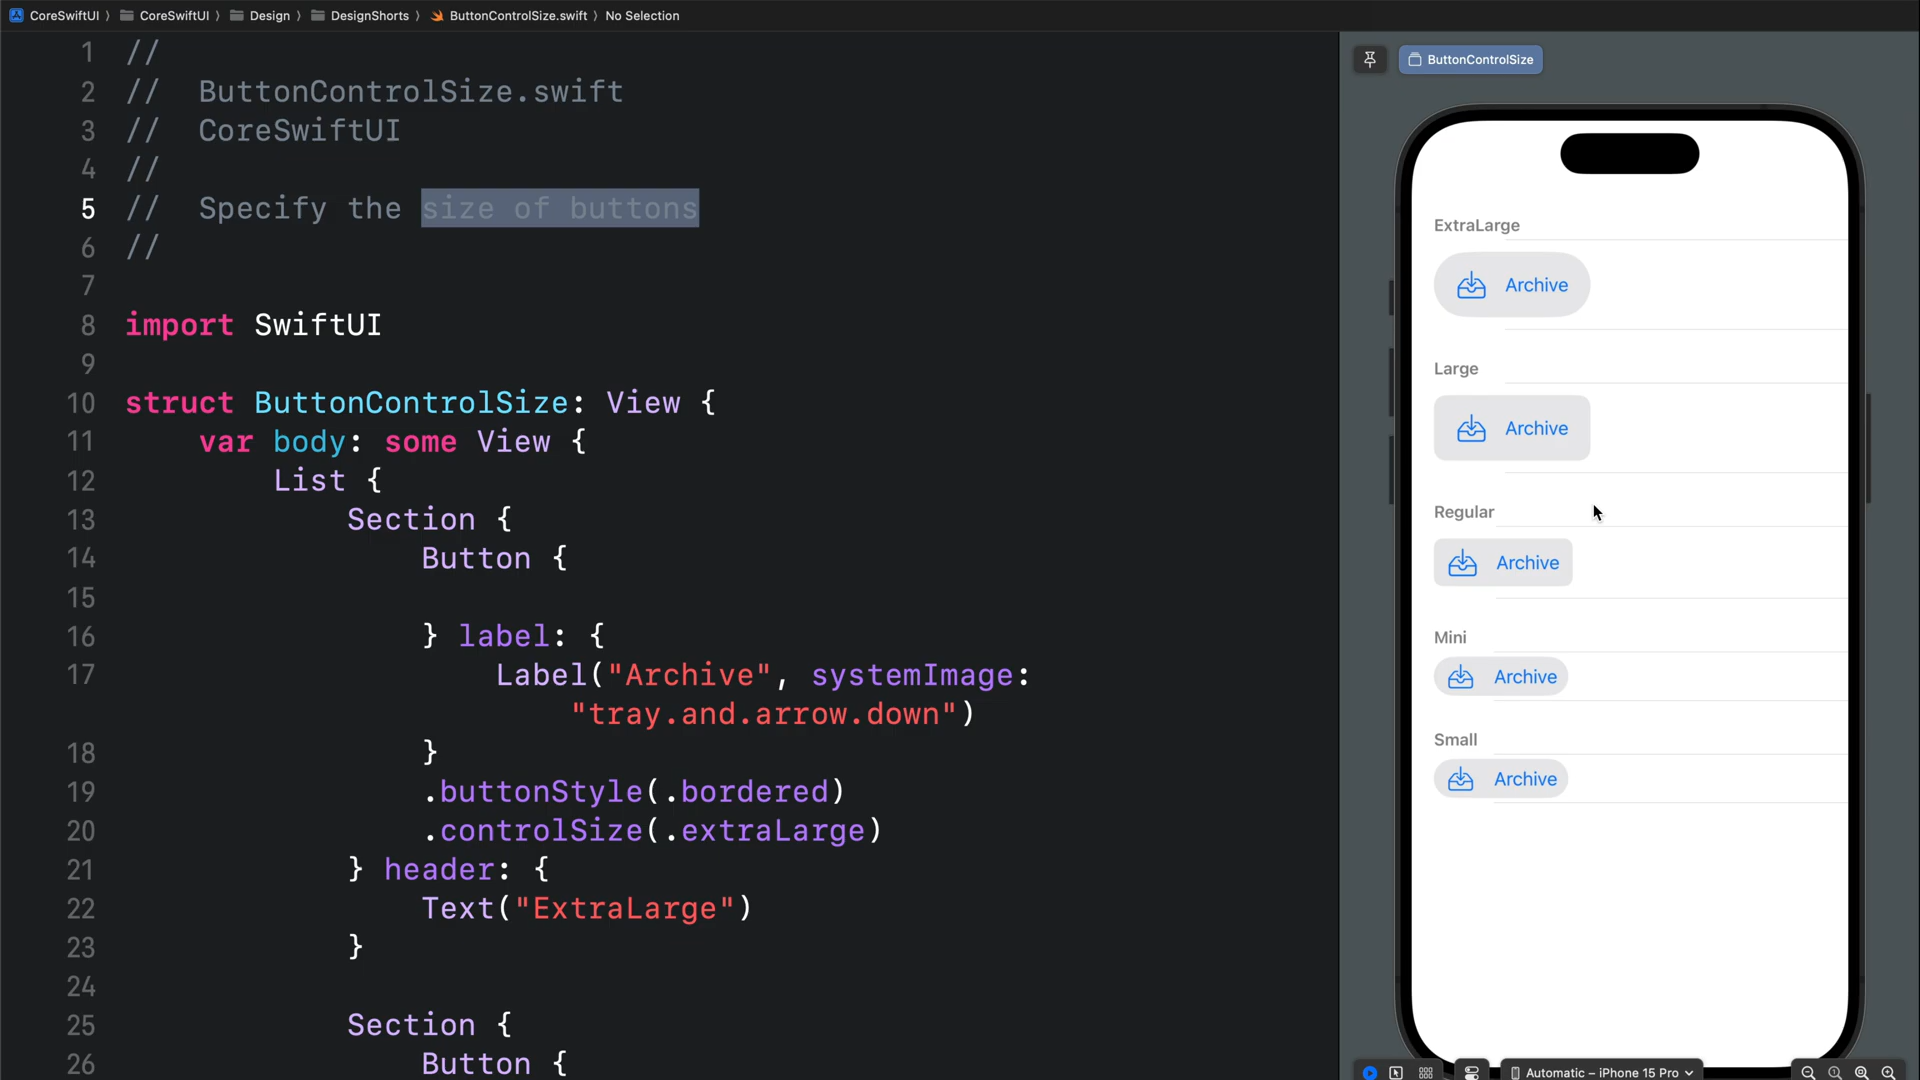 CoreSwiftUI 〉 CoreSwiftUI 〉 Design 〉 DesignShorts 〉 ButtonControlSize.swift 〉 No Selection
1 //
2 //  ButtonControlSize.swift
3 //  CoreSwiftUI
4 //
5 //  Specify the size of buttons
6 //
7
8 import SwiftUI
9
10 struct ButtonControlSize: View {
11     var body: some View {
12         List {
13             Section {
14                 Button {
15
16                 } label: {
17                     Label("Archive", systemImage:
                         "tray.and.arrow.down")
18                 }
19                 .buttonStyle(.bordered)
20                 .controlSize(.extraLarge)
21             } header: {
22                 Text("ExtraLarge")
23             }
24
25             Section {
26                 Button {
ButtonControlSize
ExtraLarge
Archive
Large
Archive
Regular
Archive
Mini
Archive
Small
Archive
Automatic – iPhone 15 Pro